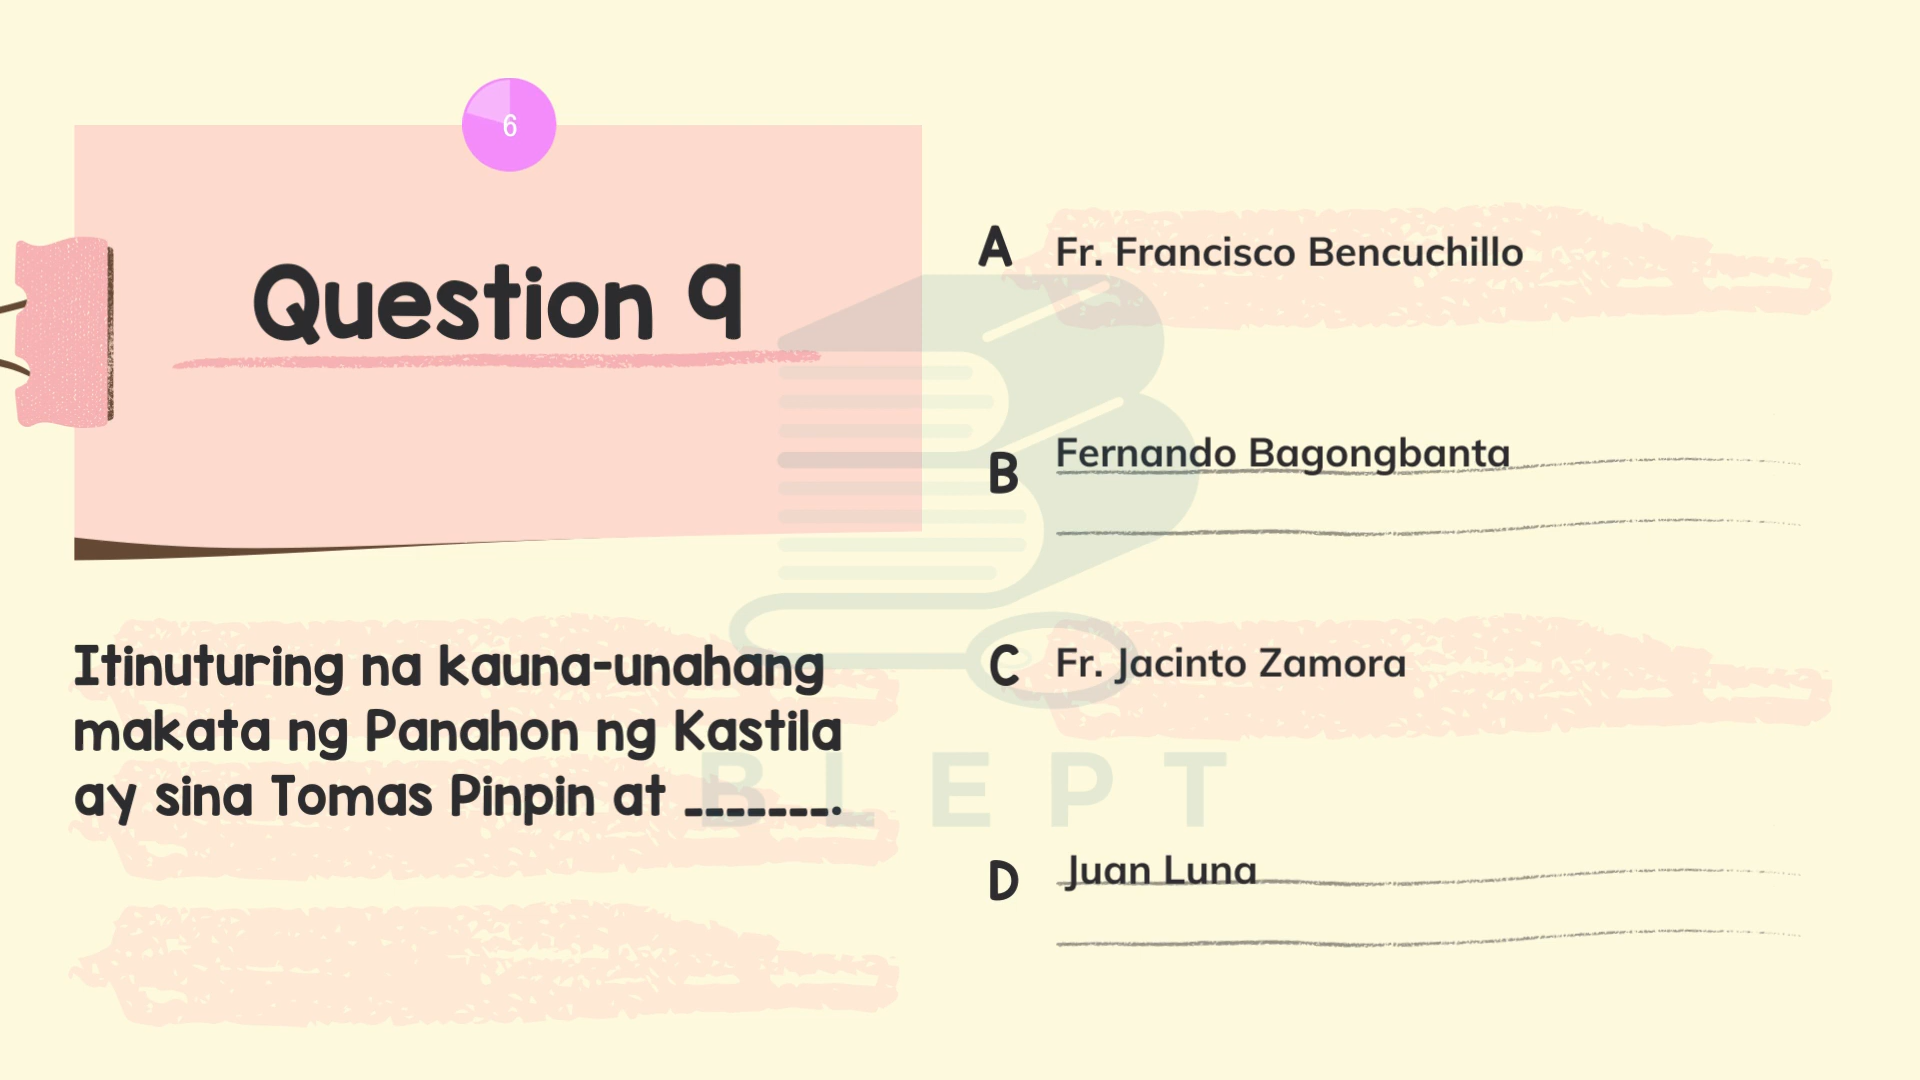 6
Question 9
Itinuturing na kauna-unahang
makata ng Panahon ng Kastila
ay sina Tomas Pinpin at _______.
A Fr. Francisco Bencuchillo
B Fernando Bagongbanta
C Fr. Jacinto Zamora
D Juan Luna
BLEPT